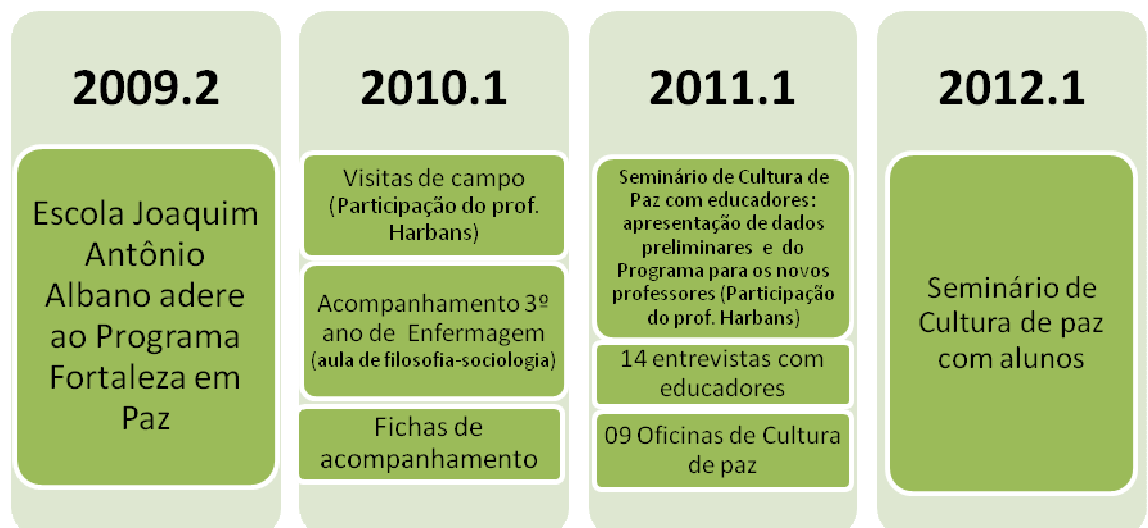 2009.2
Escola Joaquim
Antônio
Albano adere
ao Programa
Fortaleza em
Paz
2010.1
Visitas de campo
(Participação do prof.
Harbans)
Acompanhamento 3º
ano de Enfermagem
(aula de filosofia-sociologia)
Fichas de
acompanhamento
2011.1
Seminário de Cultura de
Paz com educadores:
apresentação de dados
preliminares e do
Programa para os novos
professores (Participação
do prof. Harbans)
14 entrevistas com
educadores
09 Oficinas de Cultura
de paz
2012.1
Seminário de
Cultura de paz
com alunos